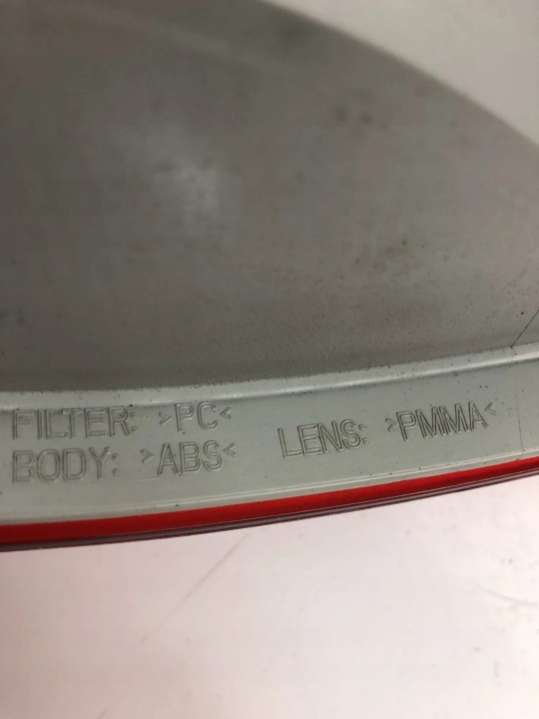 FILTER: >PC<
BODY: >ABS<
LENS: >PMMA<